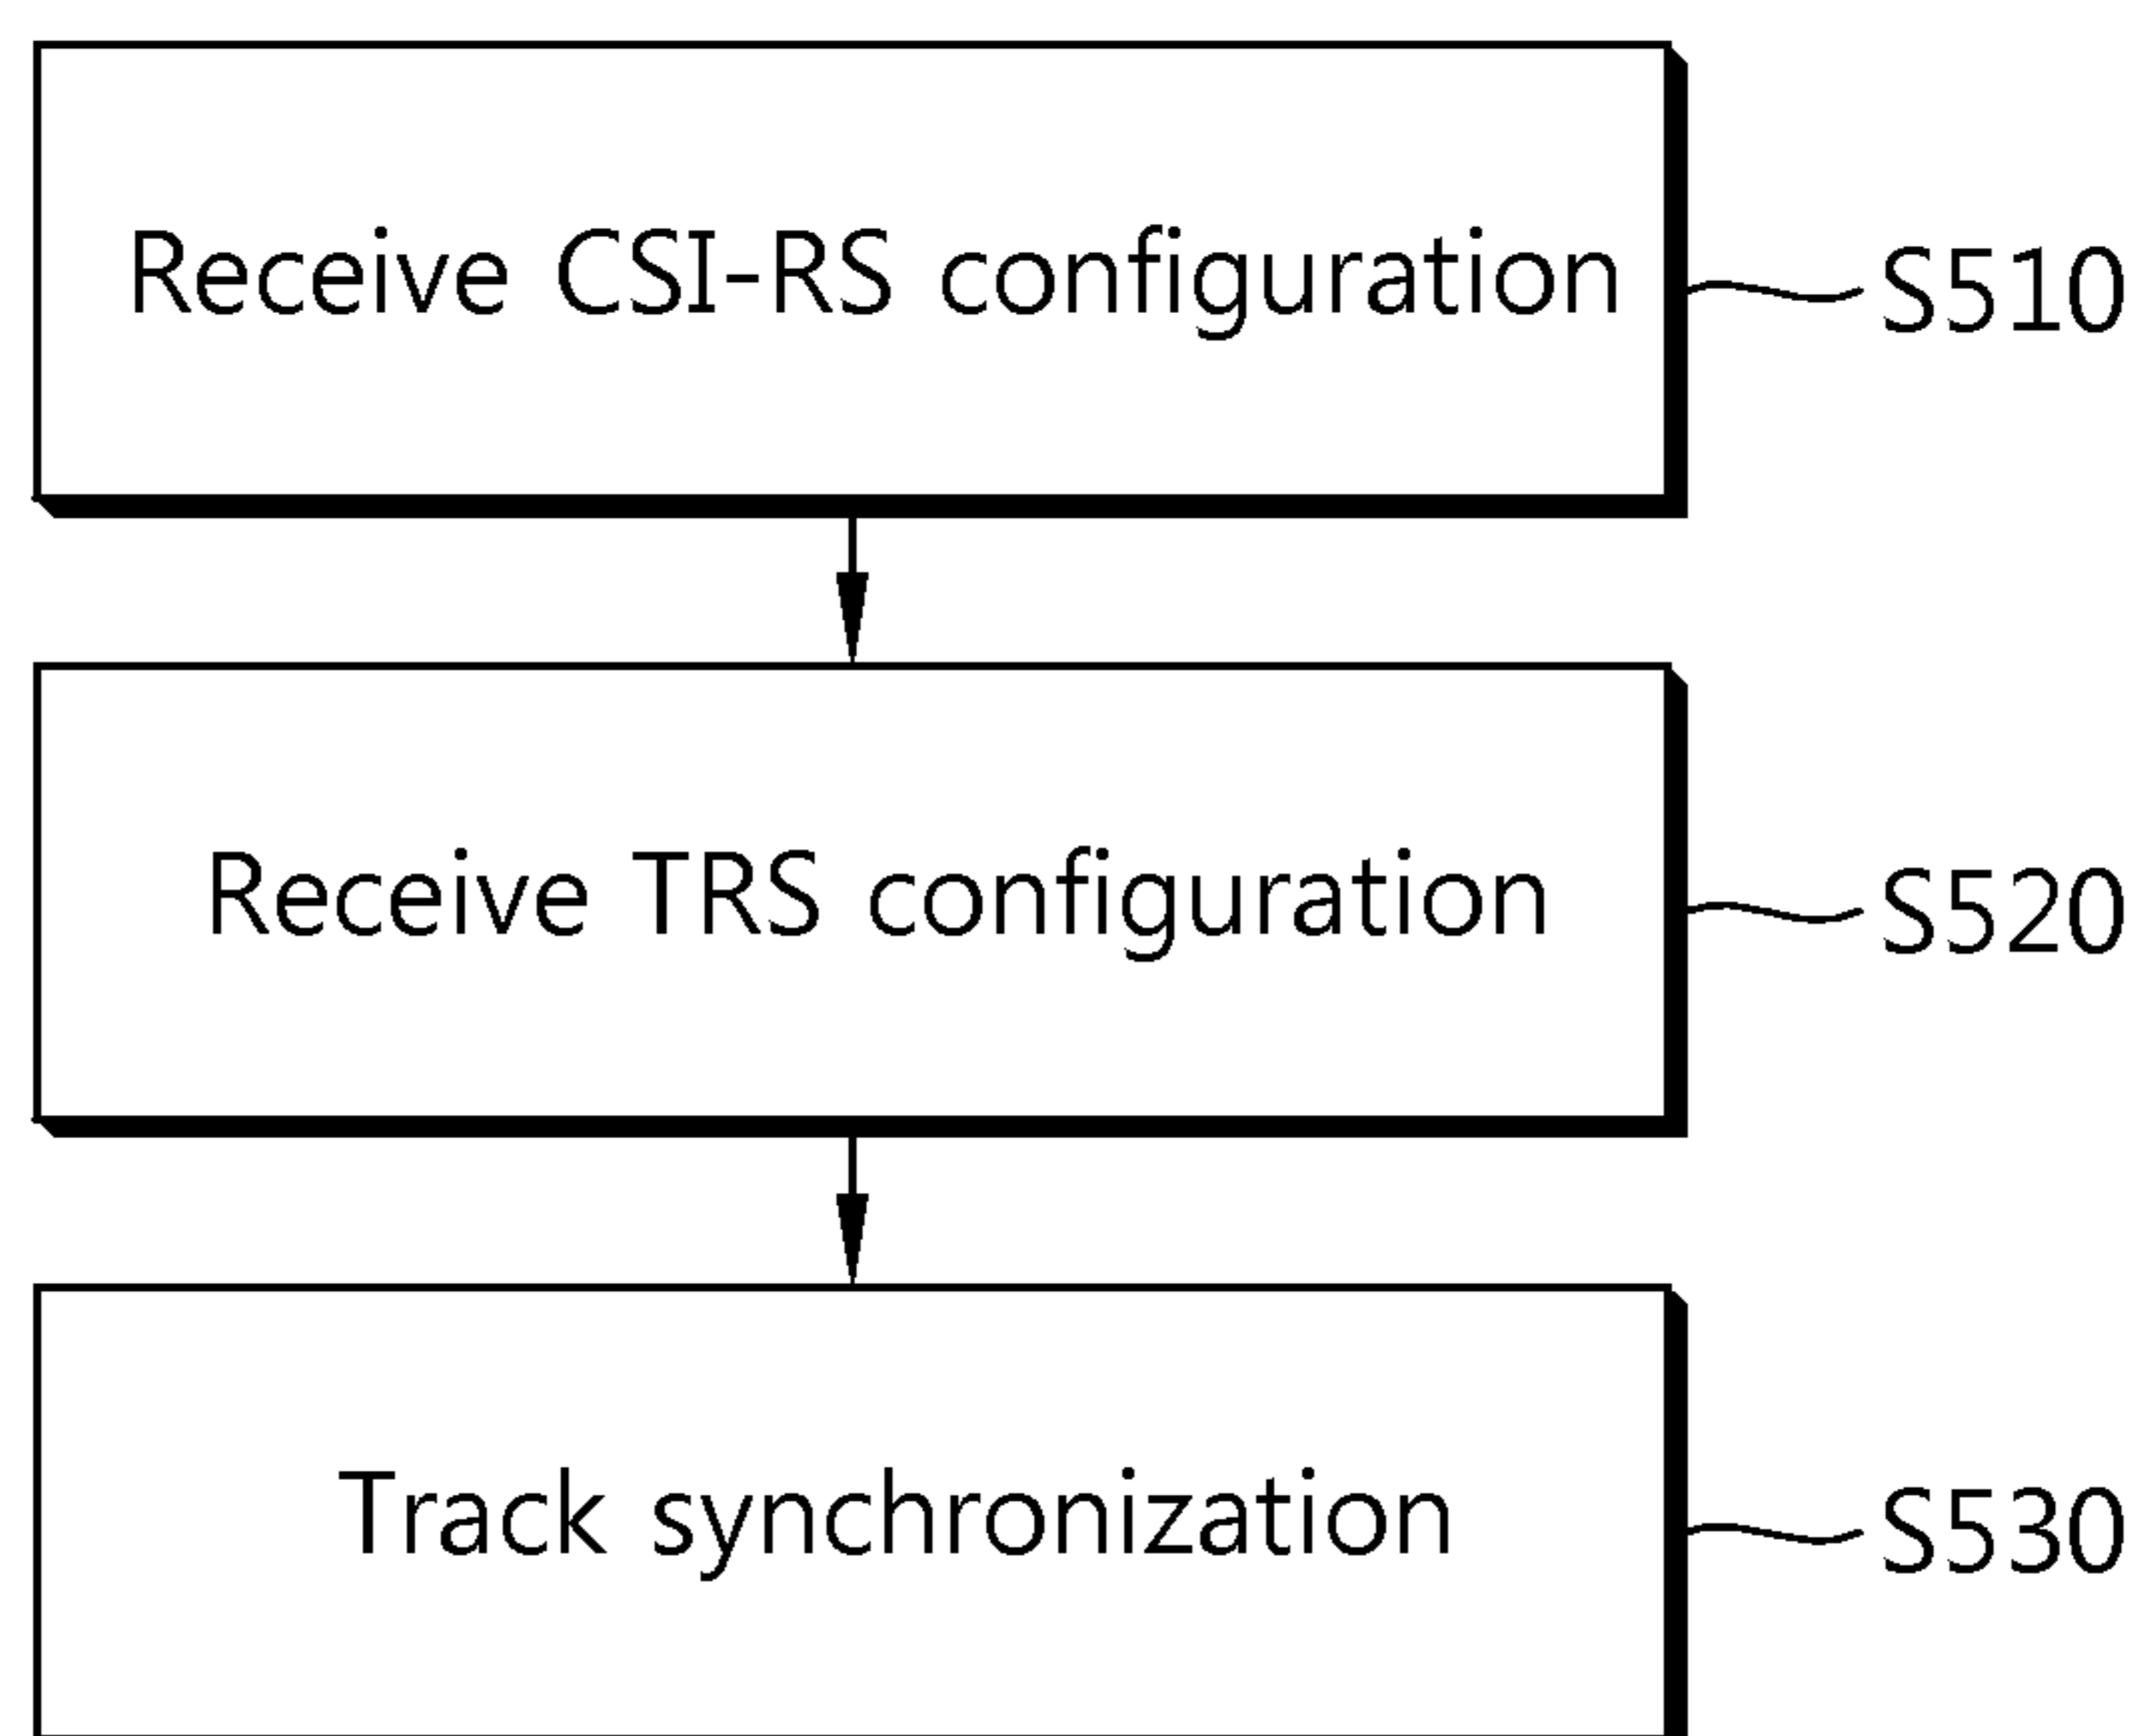 Receive CSI-RS configuration
S510
Receive TRS configuration
S520
Track synchronization
S530